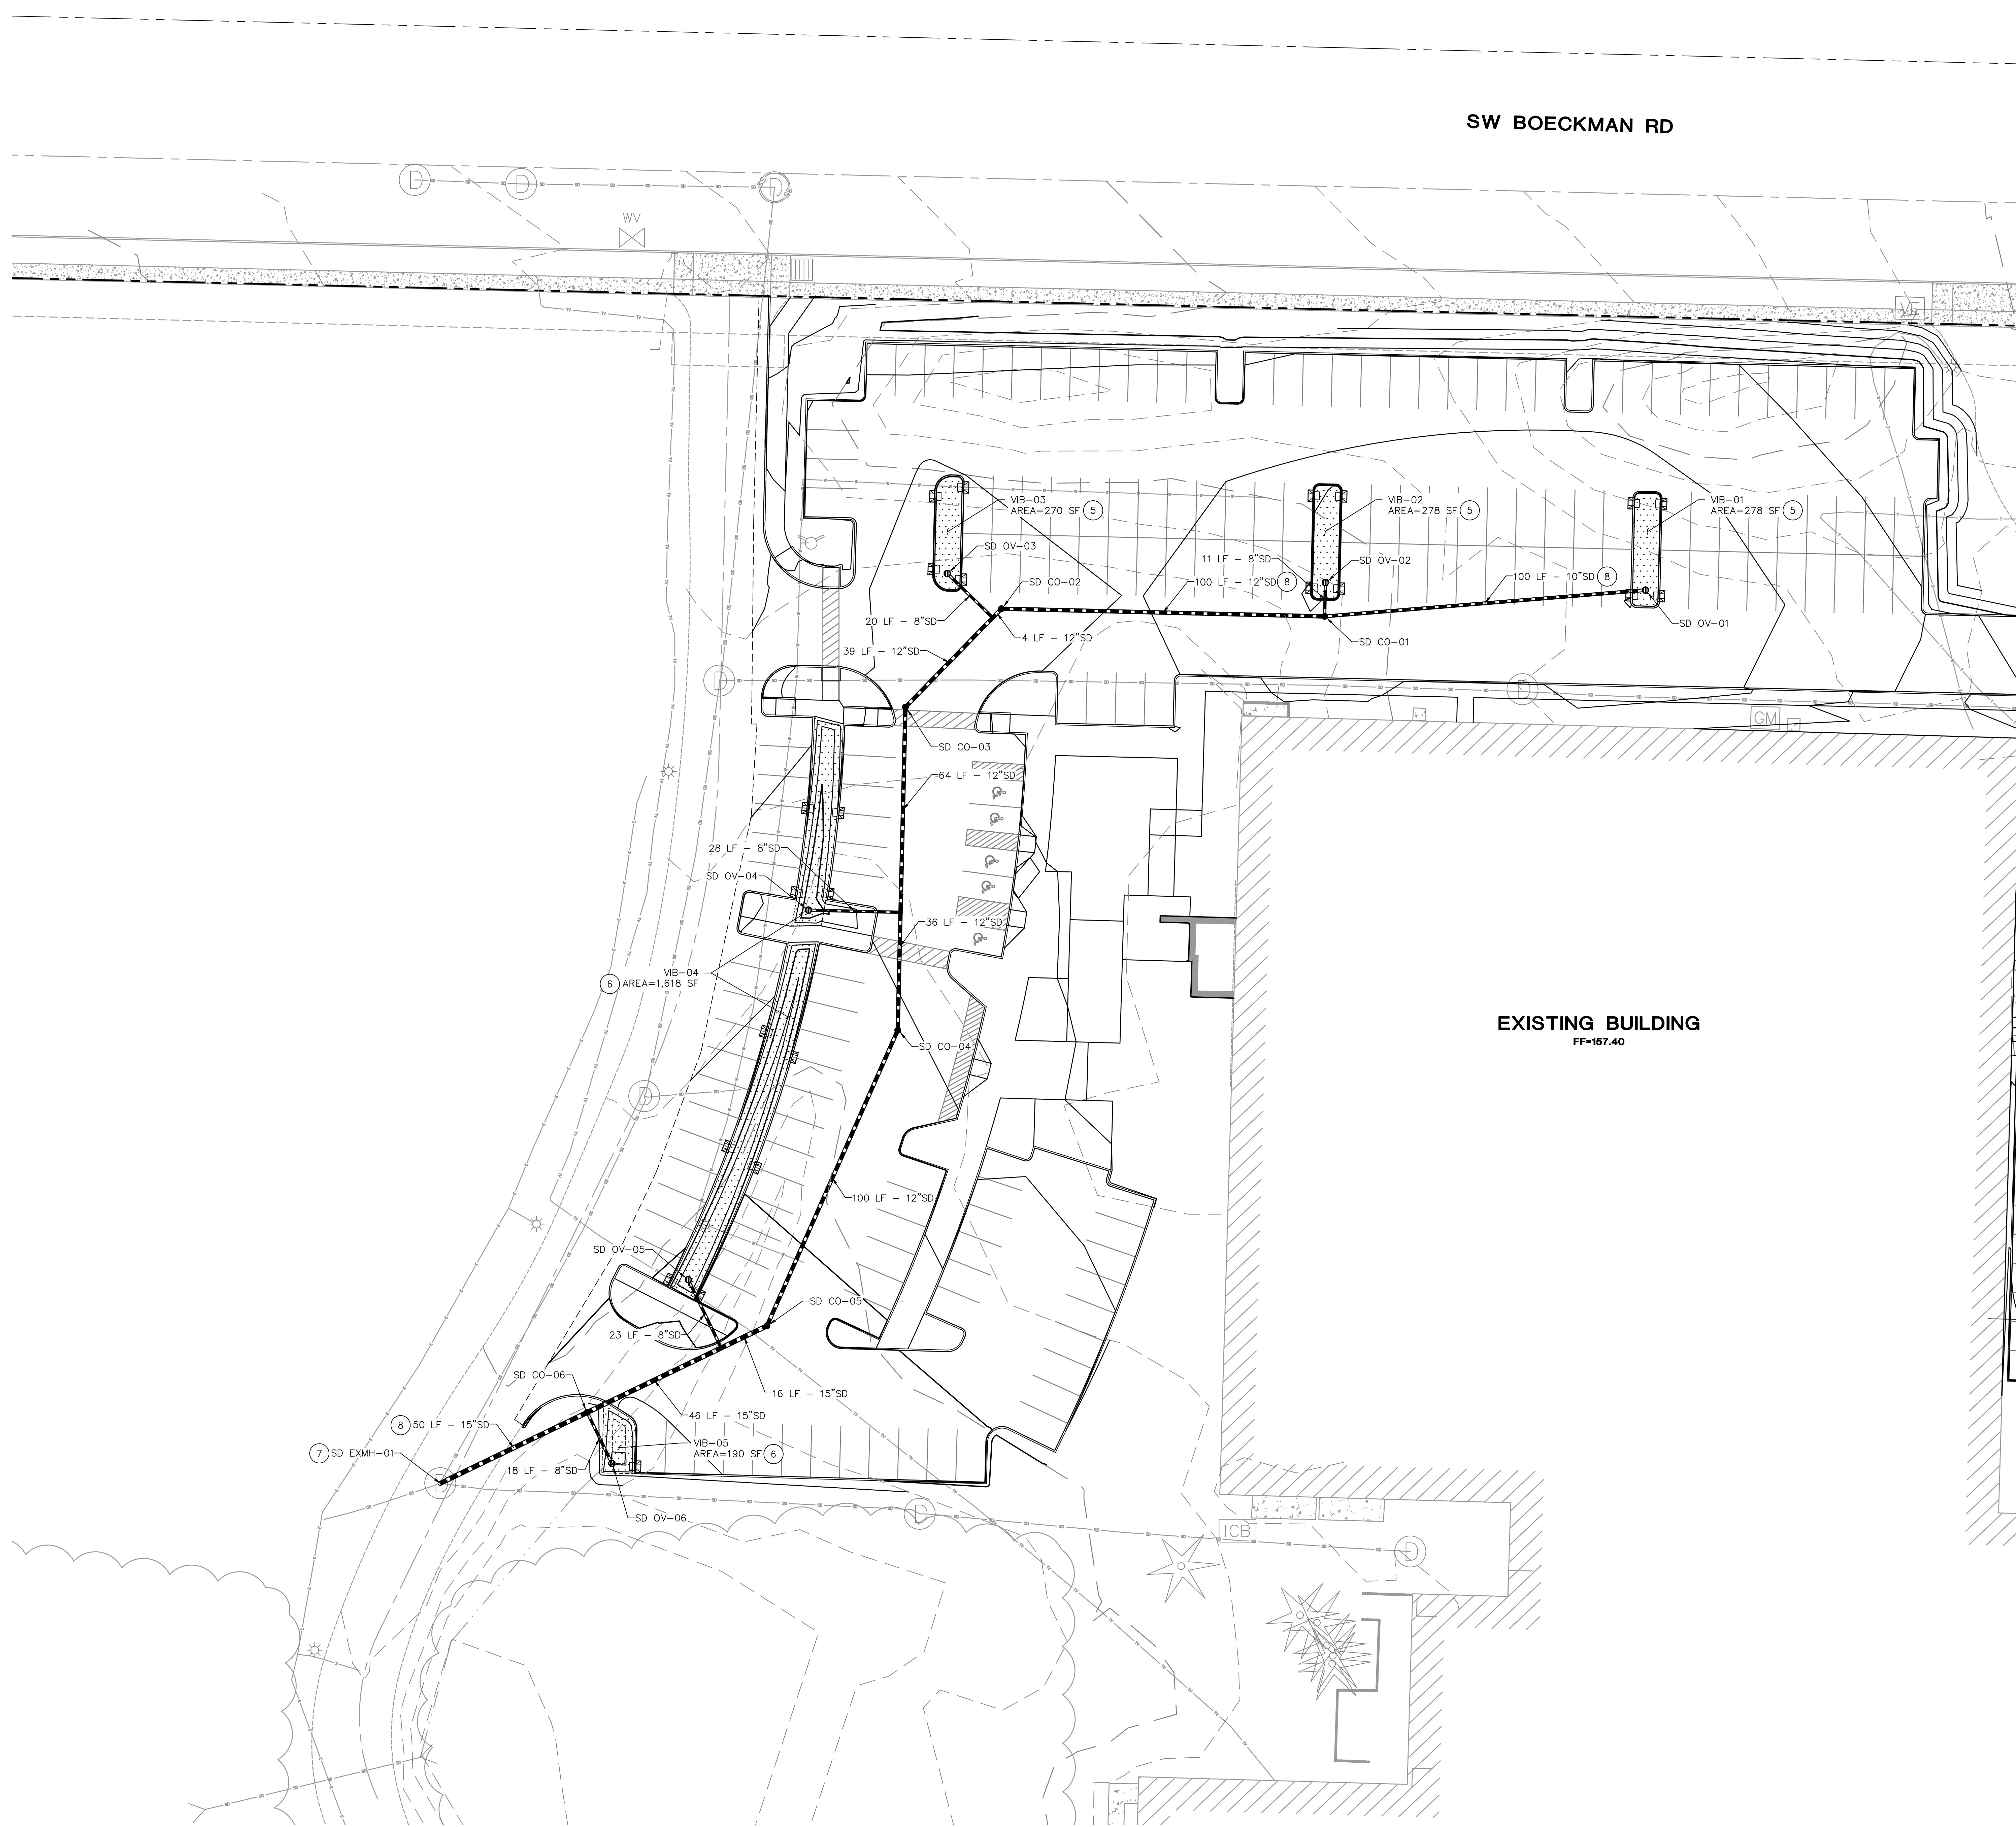 SW BOECKMAN RD
D
D
D
WV
VIB-03
AREA=270 SF 5
VIB-02
AREA=278 SF 5
VIB-01
AREA=278 SF 5
SD OV-03
11 LF - 8"SD
SD OV-02
SD CO-02
100 LF - 12"SD 8
100 LF - 10"SD 8
20 LF - 8"SD
4 LF - 12"SD
SD OV-01
39 LF - 12"SD
SD CO-01
D
D
GM
SD CO-03
64 LF - 12"SD
28 LF - 8"SD
SD OV-04
36 LF - 12"SD
VIB-04
6 AREA=1,618 SF
EXISTING BUILDING
FF=157.40
SD CO-04
D
100 LF - 12"SD
SD OV-05
SD CO-05
23 LF - 8"SD
SD CO-06
16 LF - 15"SD
46 LF - 15"SD
8 50 LF - 15"SD
VIB-05
AREA=190 SF 6
7 SD EXMH-01
18 LF - 8"SD
D
SD OV-06
D
ICB
D